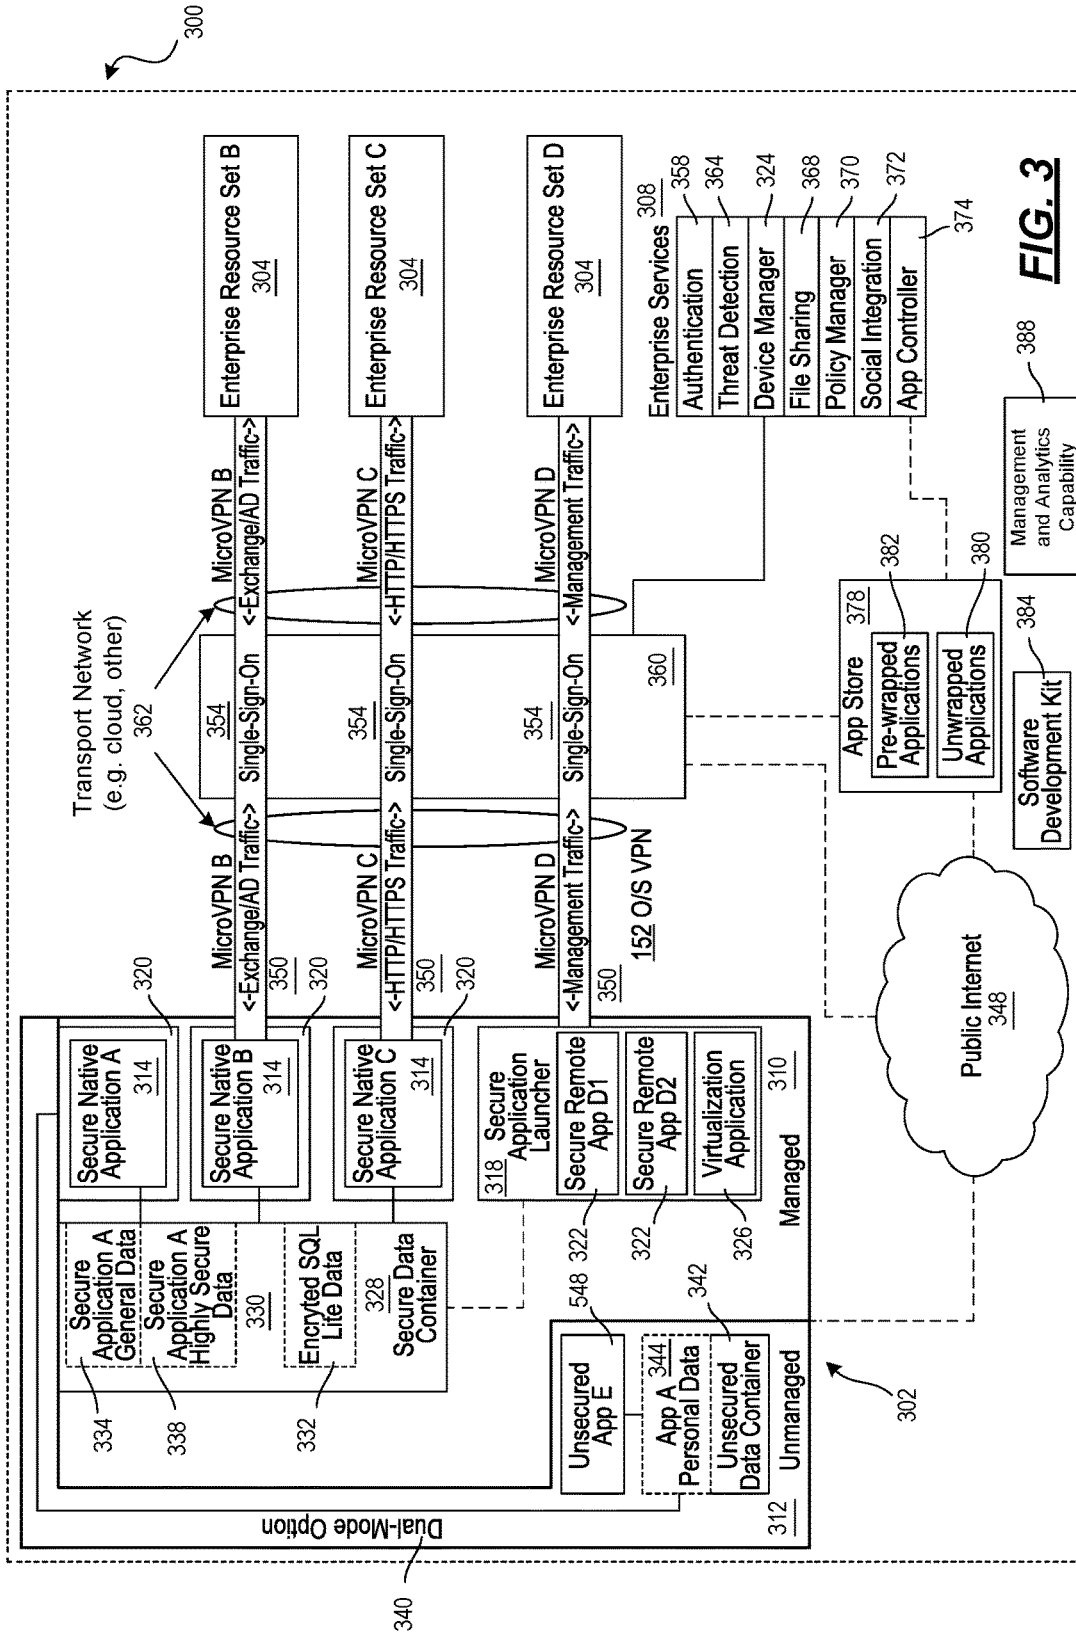 300
Transport Network
(e.g. cloud, other)
362
320
Secure Native
Application A
314
Secure Native
Application B
314
320
Secure Native
Application C
314
320
MicroVPN B
<-Exchange/AD Traffic->
350
354
Single-Sign-On
MicroVPN B
<-Exchange/AD Traffic->
Enterprise Resource Set B
304
MicroVPN C
<-HTTP/HTTPS Traffic->
350
354
Single-Sign-On
MicroVPN C
<-HTTP/HTTPS Traffic->
Enterprise Resource Set C
304
MicroVPN D
<-Management Traffic->
350
354
Single-Sign-On
MicroVPN D
<-Management Traffic->
Enterprise Resource Set D
304
152 O/S VPN
360
Secure
Application A
General Data
334
Secure
Application A
Highly Secure
Data
338
330
Encryted SQL
Life Data
332
328
Secure Data
Container
318 Secure
Application
Launcher
Secure Remote
App D1
322
Secure Remote
App D2
322
Virtualization
Application
326
310
Managed
Dual-Mode Option
340
Unsecured
App E
548
344
App A
Personal Data
Unsecured
Data Container
342
312
Unmanaged
302
Enterprise Services 308
Authentication
358
Threat Detection
364
Device Manager
324
File Sharing
368
Policy Manager
370
Social Integration
372
App Controller
374
App Store 378
Pre-wrapped
Applications
382
Unwrapped
Applications
380
Public Internet
348
Software
Development Kit
384
Management
and Analytics
Capability
388
FIG. 3